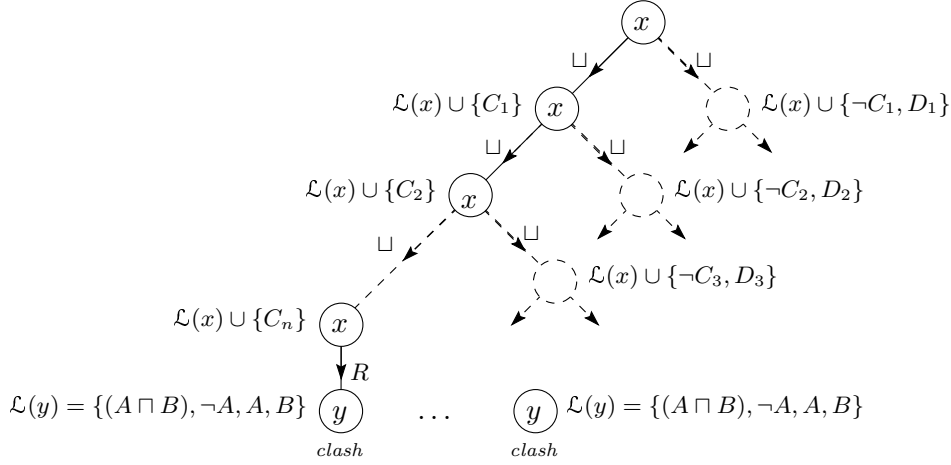 x
⊔ ⊔
ℒ(x) ∪ {C₁} x ℒ(x) ∪ {¬C₁, D₁}
⊔ ⊔
ℒ(x) ∪ {C₂} x ℒ(x) ∪ {¬C₂, D₂}
⊔ ⊔
ℒ(x) ∪ {¬C₃, D₃}
ℒ(x) ∪ {Cₙ} x
R
ℒ(y) = {(A ⊓ B), ¬A, A, B} y ... y ℒ(y) = {(A ⊓ B), ¬A, A, B}
clash clash